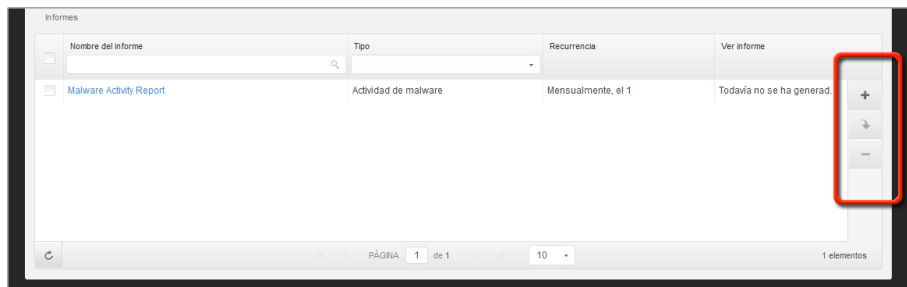 Informes
Nombre del informe Tipo Recurrencia Ver informe
Malware Activity Report Actividad de malware Mensualmente, el 1 Todavía no se ha generad...
PÁGINA 1 de 1 10 1 elementos